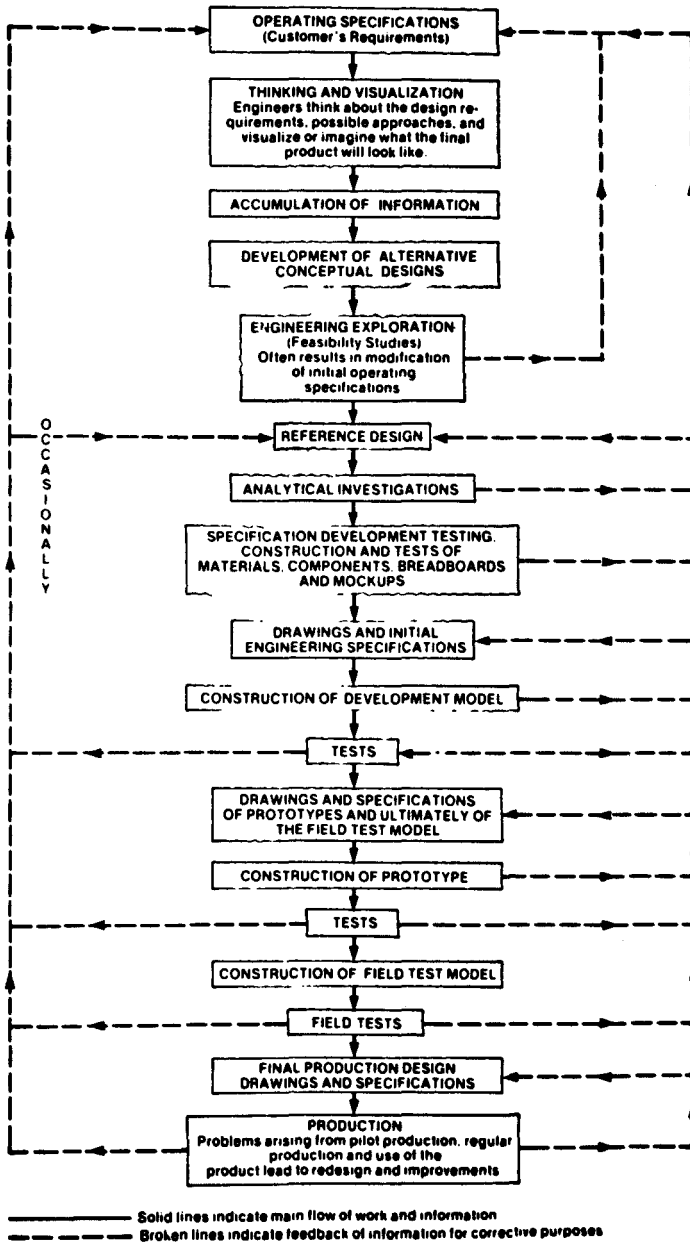 OPERATING SPECIFICATIONS
(Customer's Requirements)
THINKING AND VISUALIZATION
Engineers think about the design re-
quirements, possible approaches, and
visualize or imagine what the final
product will look like.
ACCUMULATION OF INFORMATION
DEVELOPMENT OF ALTERNATIVE
CONCEPTUAL DESIGNS
ENGINEERING EXPLORATION
(Feasibility Studies)
Often results in modification
of initial operating
specifications
OCCASIONALLY
REFERENCE DESIGN
ANALYTICAL INVESTIGATIONS
SPECIFICATION DEVELOPMENT TESTING.
CONSTRUCTION AND TESTS OF
MATERIALS, COMPONENTS, BREADBOARDS
AND MOCKUPS
DRAWINGS AND INITIAL
ENGINEERING SPECIFICATIONS
CONSTRUCTION OF DEVELOPMENT MODEL
TESTS
DRAWINGS AND SPECIFICATIONS
OF PROTOTYPES AND ULTIMATELY OF
THE FIELD TEST MODEL
CONSTRUCTION OF PROTOTYPE
TESTS
CONSTRUCTION OF FIELD TEST MODEL
FIELD TESTS
FINAL PRODUCTION DESIGN
DRAWINGS AND SPECIFICATIONS
PRODUCTION
Problems arising from pilot production, regular
production and use of the
product lead to redesign and improvements
Solid lines indicate main flow of work and information
Broken lines indicate feedback of information for corrective purposes